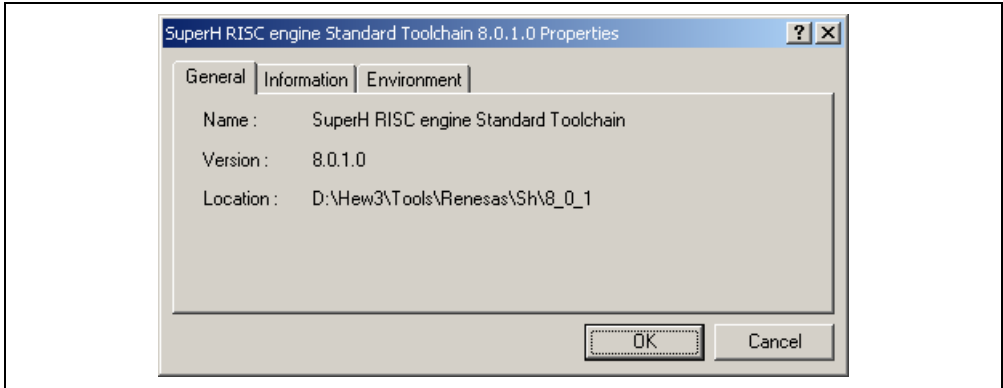 SuperH RISC engine Standard Toolchain 8.0.1.0 Properties
General Information Environment
Name : SuperH RISC engine Standard Toolchain
Version : 8.0.1.0
Location : D:\Hew3\Tools\Renesas\Sh\8_0_1
OK Cancel